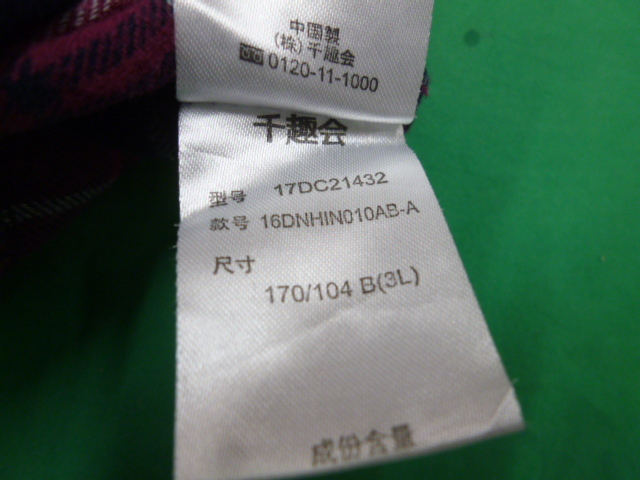 中国製
(株)千趣会
0120-11-1000
千趣会
型号 17DC21432
款号 16DNHIN010AB-A
尺寸
170/104 B(3L)
成份含量